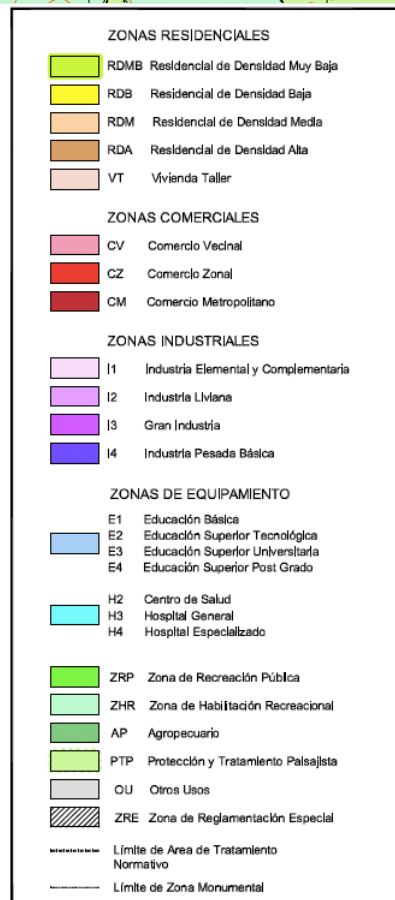 ZONAS RESIDENCIALES
RDMB Residencial de Densidad Muy Baja
RDB Residencial de Densidad Baja
RDM Residencial de Densidad Media
RDA Residencial de Densidad Alta
VT Vivienda Taller
ZONAS COMERCIALES
CV Comercio Vecinal
CZ Comercio Zonal
CM Comercio Metropolitano
ZONAS INDUSTRIALES
I1 Industria Elemental y Complementaria
I2 Industria Liviana
I3 Gran Industria
I4 Industria Pesada Básica
ZONAS DE EQUIPAMIENTO
E1 Educación Básica
E2 Educación Superior Tecnológica
E3 Educación Superior Universitaria
E4 Educación Superior Post Grado
H2 Centro de Salud
H3 Hospital General
H4 Hospital Especializado
ZRP Zona de Recreación Pública
ZHR Zona de Habilitación Recreacional
AP Agropecuario
PTP Protección y Tratamiento Paisajista
OU Otros Usos
ZRE Zona de Reglamentación Especial
Límite de Area de Tratamiento
Normativo
Límite de Zona Monumental